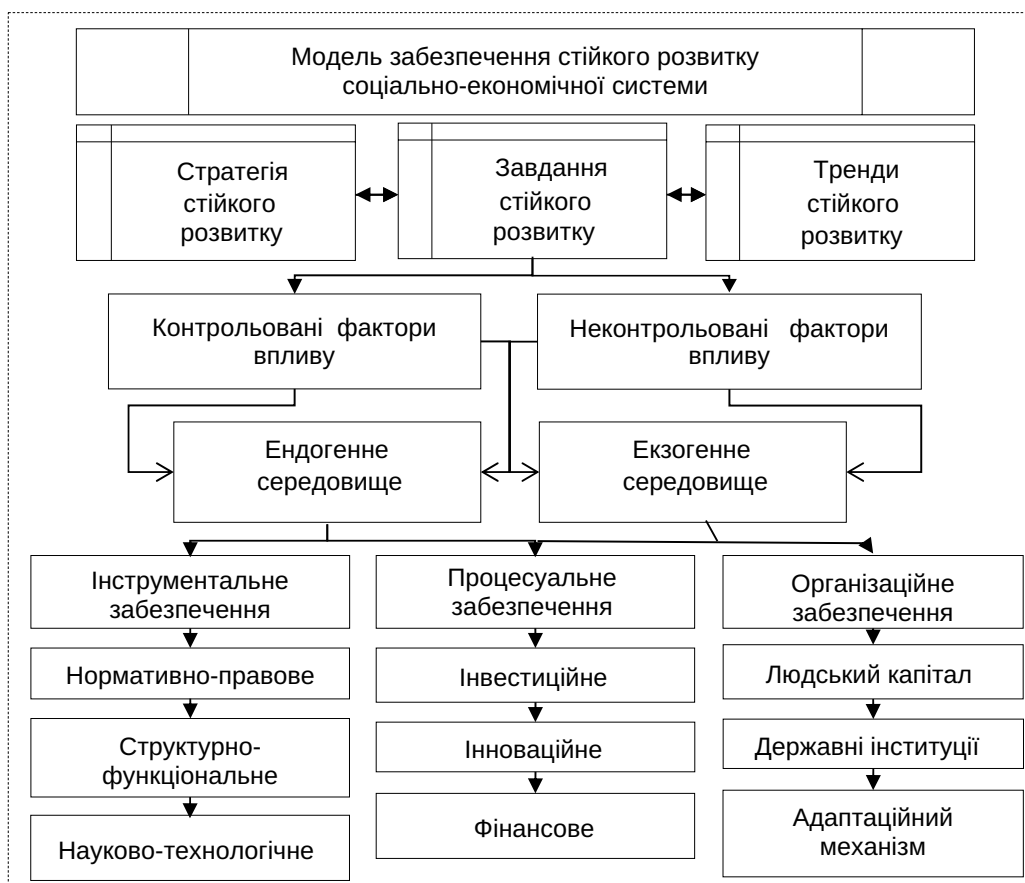 Модель забезпечення стійкого розвитку
соціально-економічної системи
Стратегія
стійкого
розвитку
Завдання
стійкого
розвитку
Тренди
стійкого
розвитку
Контрольовані фактори
впливу
Неконтрольовані фактори
впливу
Ендогенне
середовище
Екзогенне
середовище
Інструментальне
забезпечення
Процесуальне
забезпечення
Організаційне
забезпечення
Нормативно-правове
Інвестиційне
Людський капітал
Структурно-
функціональне
Інноваційне
Державні інституції
Науково-технологічне
Фінансове
Адаптаційний
механізм